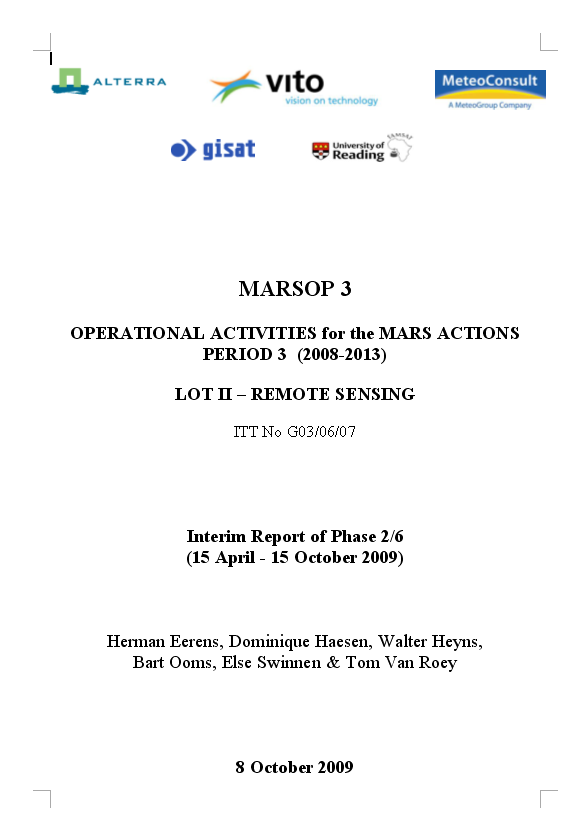 ALTERRA
vito
vision on technology
MeteoConsult
A MeteoGroup Company
gisat
University of
Reading
TAMSAT
MARSOP 3
OPERATIONAL ACTIVITIES for the MARS ACTIONS
PERIOD 3 (2008-2013)
LOT II – REMOTE SENSING
ITT No G03/06/07
Interim Report of Phase 2/6
(15 April - 15 October 2009)
Herman Eerens, Dominique Haesen, Walter Heyns,
Bart Ooms, Else Swinnen & Tom Van Roey
8 October 2009